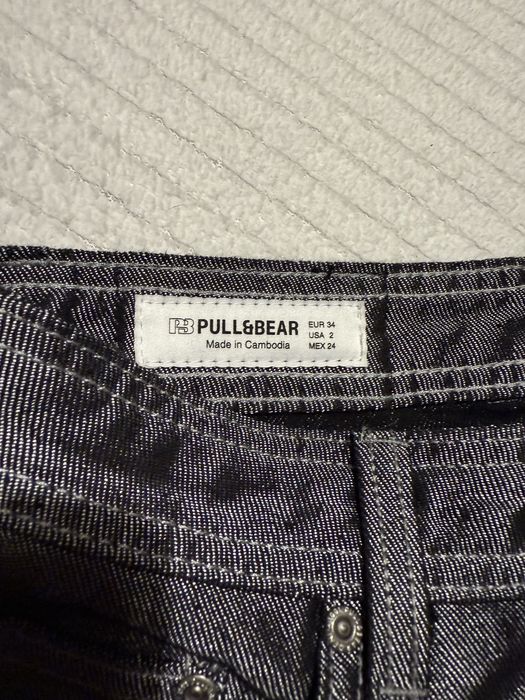 PB PULL&BEAR
Made in Cambodia
EUR 34
USA 2
MEX 24